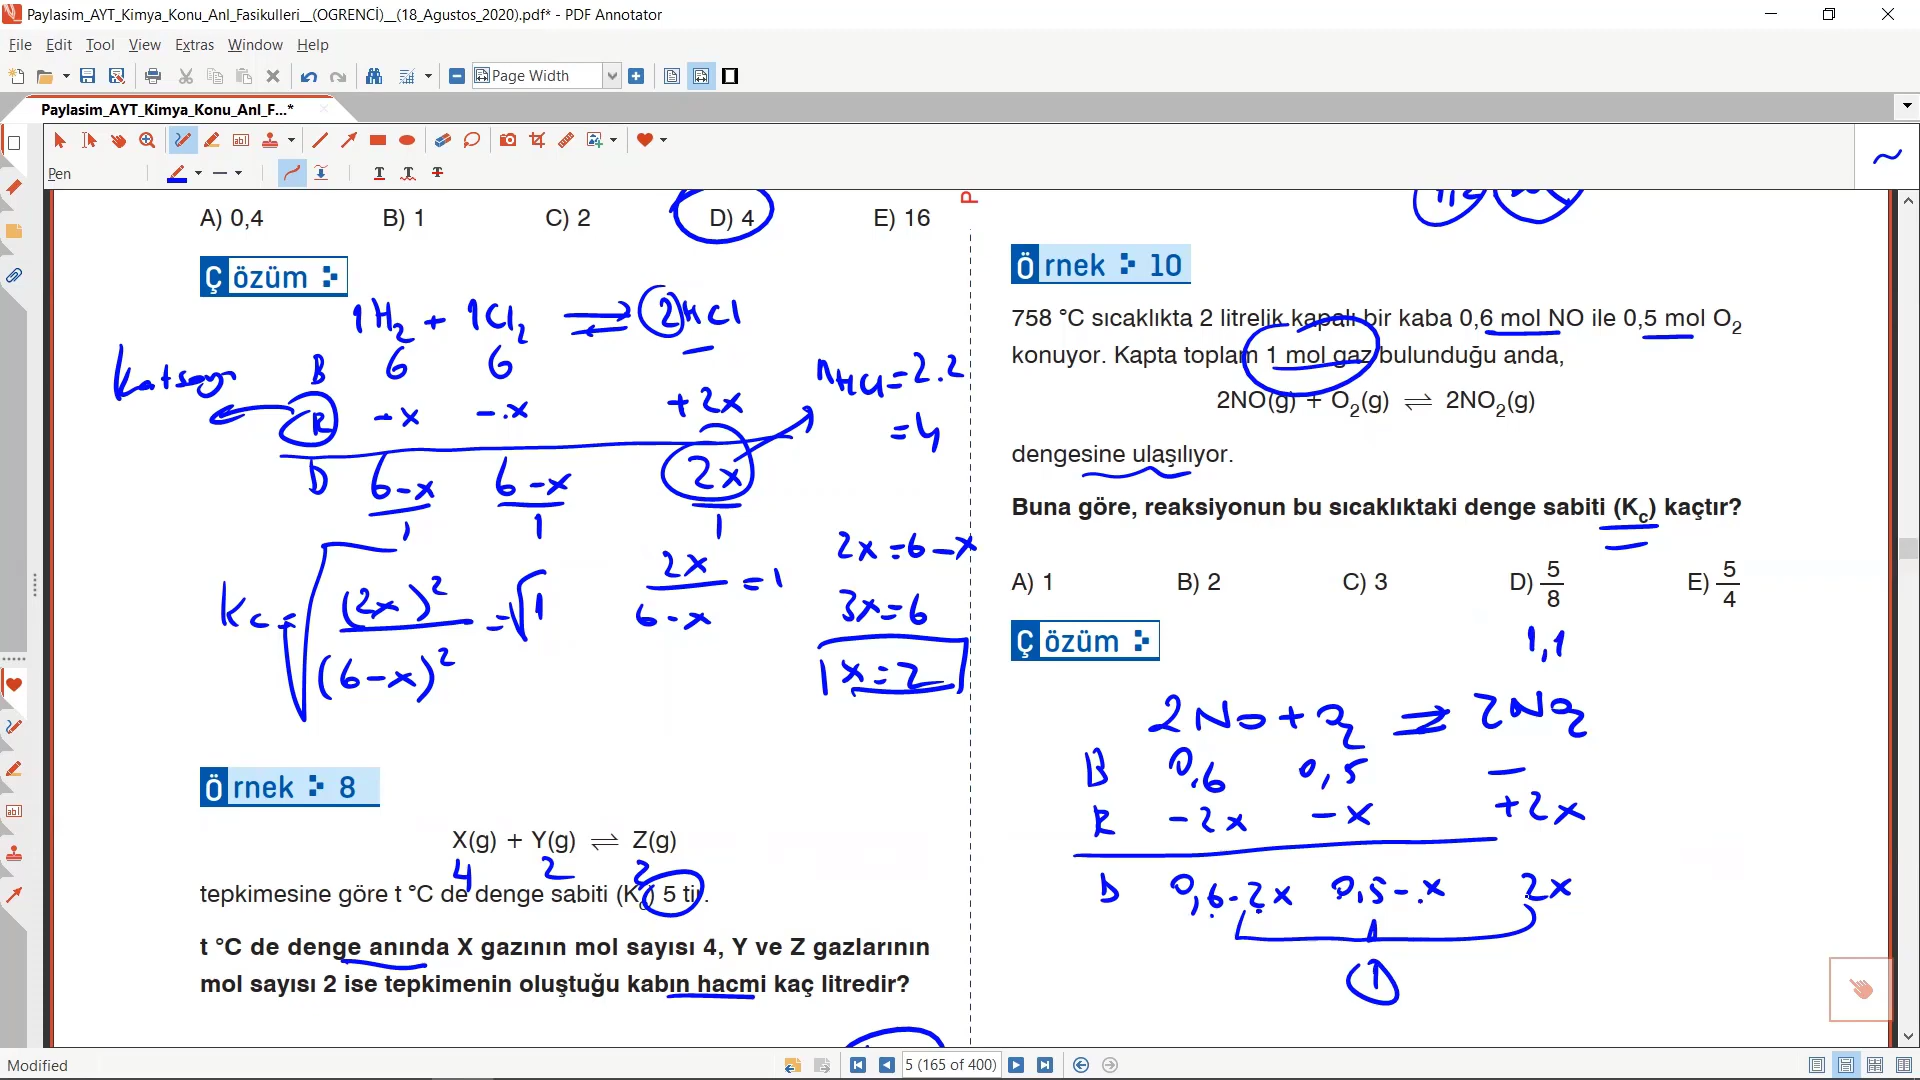 Paylasim_AYT_Kimya_Konu_Anl_Fasikulleri__(OGRENCİ)__(18_Agustos_2020).pdf* - PDF Annotator
File Edit Tool View Extras Window Help
Page Width
Paylasim_AYT_Kimya_Konu_Anl_F...*
Pen
A) 0,4 B) 1 C) 2 D) 4 E) 16
Çözüm
1H2 + 1Cl2 ⇌ 2HCl
Katsayı
B 6 6
R -x -x +2x
D 6-x 6-x 2x
1 1 1
nHCl = 2.2
= 4
Kc = √(2x)²/(6-x)² = √1
2x/6-x = 1
2x = 6-x
3x = 6
x = 2
Örnek 8
X(g) + Y(g) ⇌ Z(g)
4 2 2
tepkimesine göre t °C de denge sabiti (Kc) 5 tir.
t °C de denge anında X gazının mol sayısı 4, Y ve Z gazlarının
mol sayısı 2 ise tepkimenin oluştuğu kabın hacmi kaç litredir?
P
Örnek 10
758 °C sıcaklıkta 2 litrelik kapalı bir kaba 0,6 mol NO ile 0,5 mol O2
konuyor. Kapta toplam 1 mol gaz bulunduğu anda,
2NO(g) + O2(g) ⇌ 2NO2(g)
dengesine ulaşılıyor.
Buna göre, reaksiyonun bu sıcaklıktaki denge sabiti (Kc) kaçtır?
A) 1 B) 2 C) 3 D) 5/8 E) 5/4
1,1
Çözüm
2NO + O2 ⇌ 2NO2
B 0,6 0,5 —
R -2x -x +2x
D 0,6-2x 0,5-x 2x
1
Modified
5 (165 of 400)